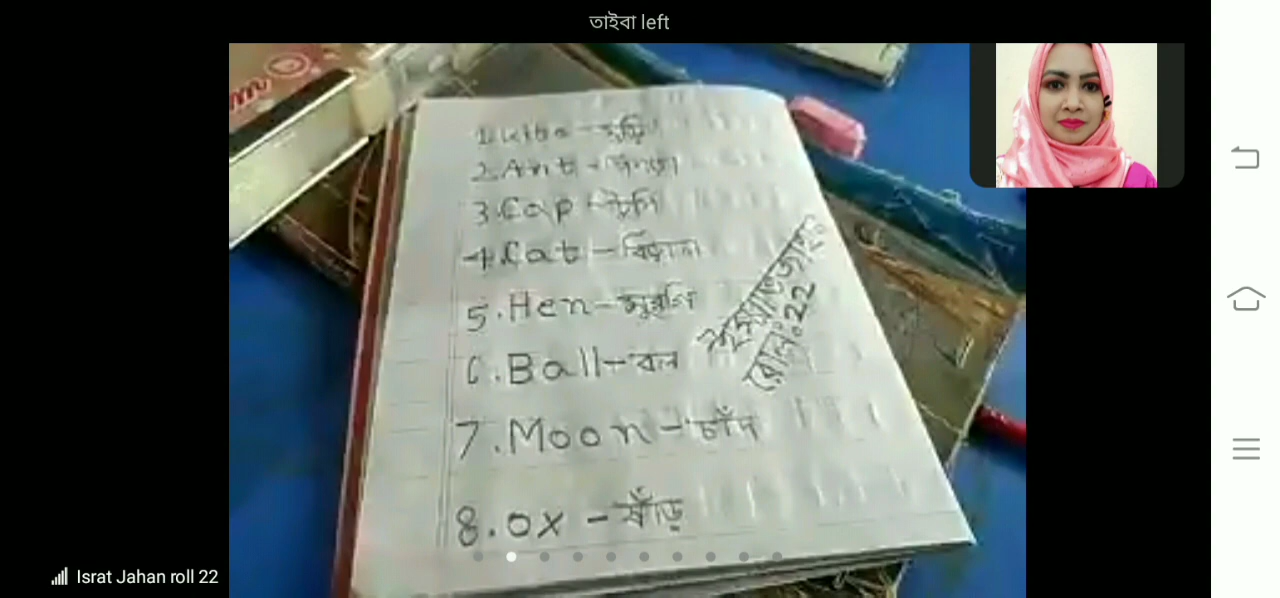 তাইবা left
m
1. Kite - ঘুড়ি
2. Ant - পিপড়া
3. Cap - টুপি
4. Cat - বিড়াল
5. Hen - মুরগি
6. Ball - বল
7. Moon - চাঁদ
8. ox - ষাঁড়
ইসরাতজাহান
রোল: 22
Israt Jahan roll 22